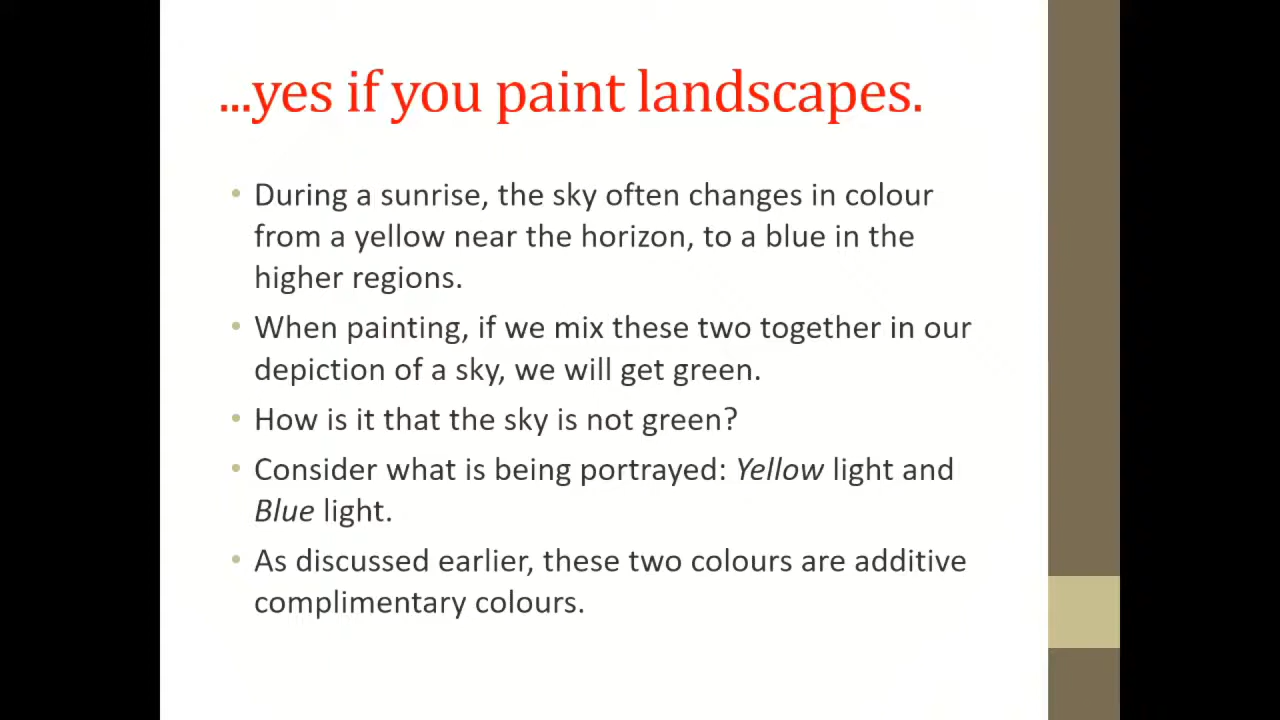 ...yes if you paint landscapes.
• During a sunrise, the sky often changes in colour
from a yellow near the horizon, to a blue in the
higher regions.
• When painting, if we mix these two together in our
depiction of a sky, we will get green.
• How is it that the sky is not green?
• Consider what is being portrayed: Yellow light and
Blue light.
• As discussed earlier, these two colours are additive
complimentary colours.